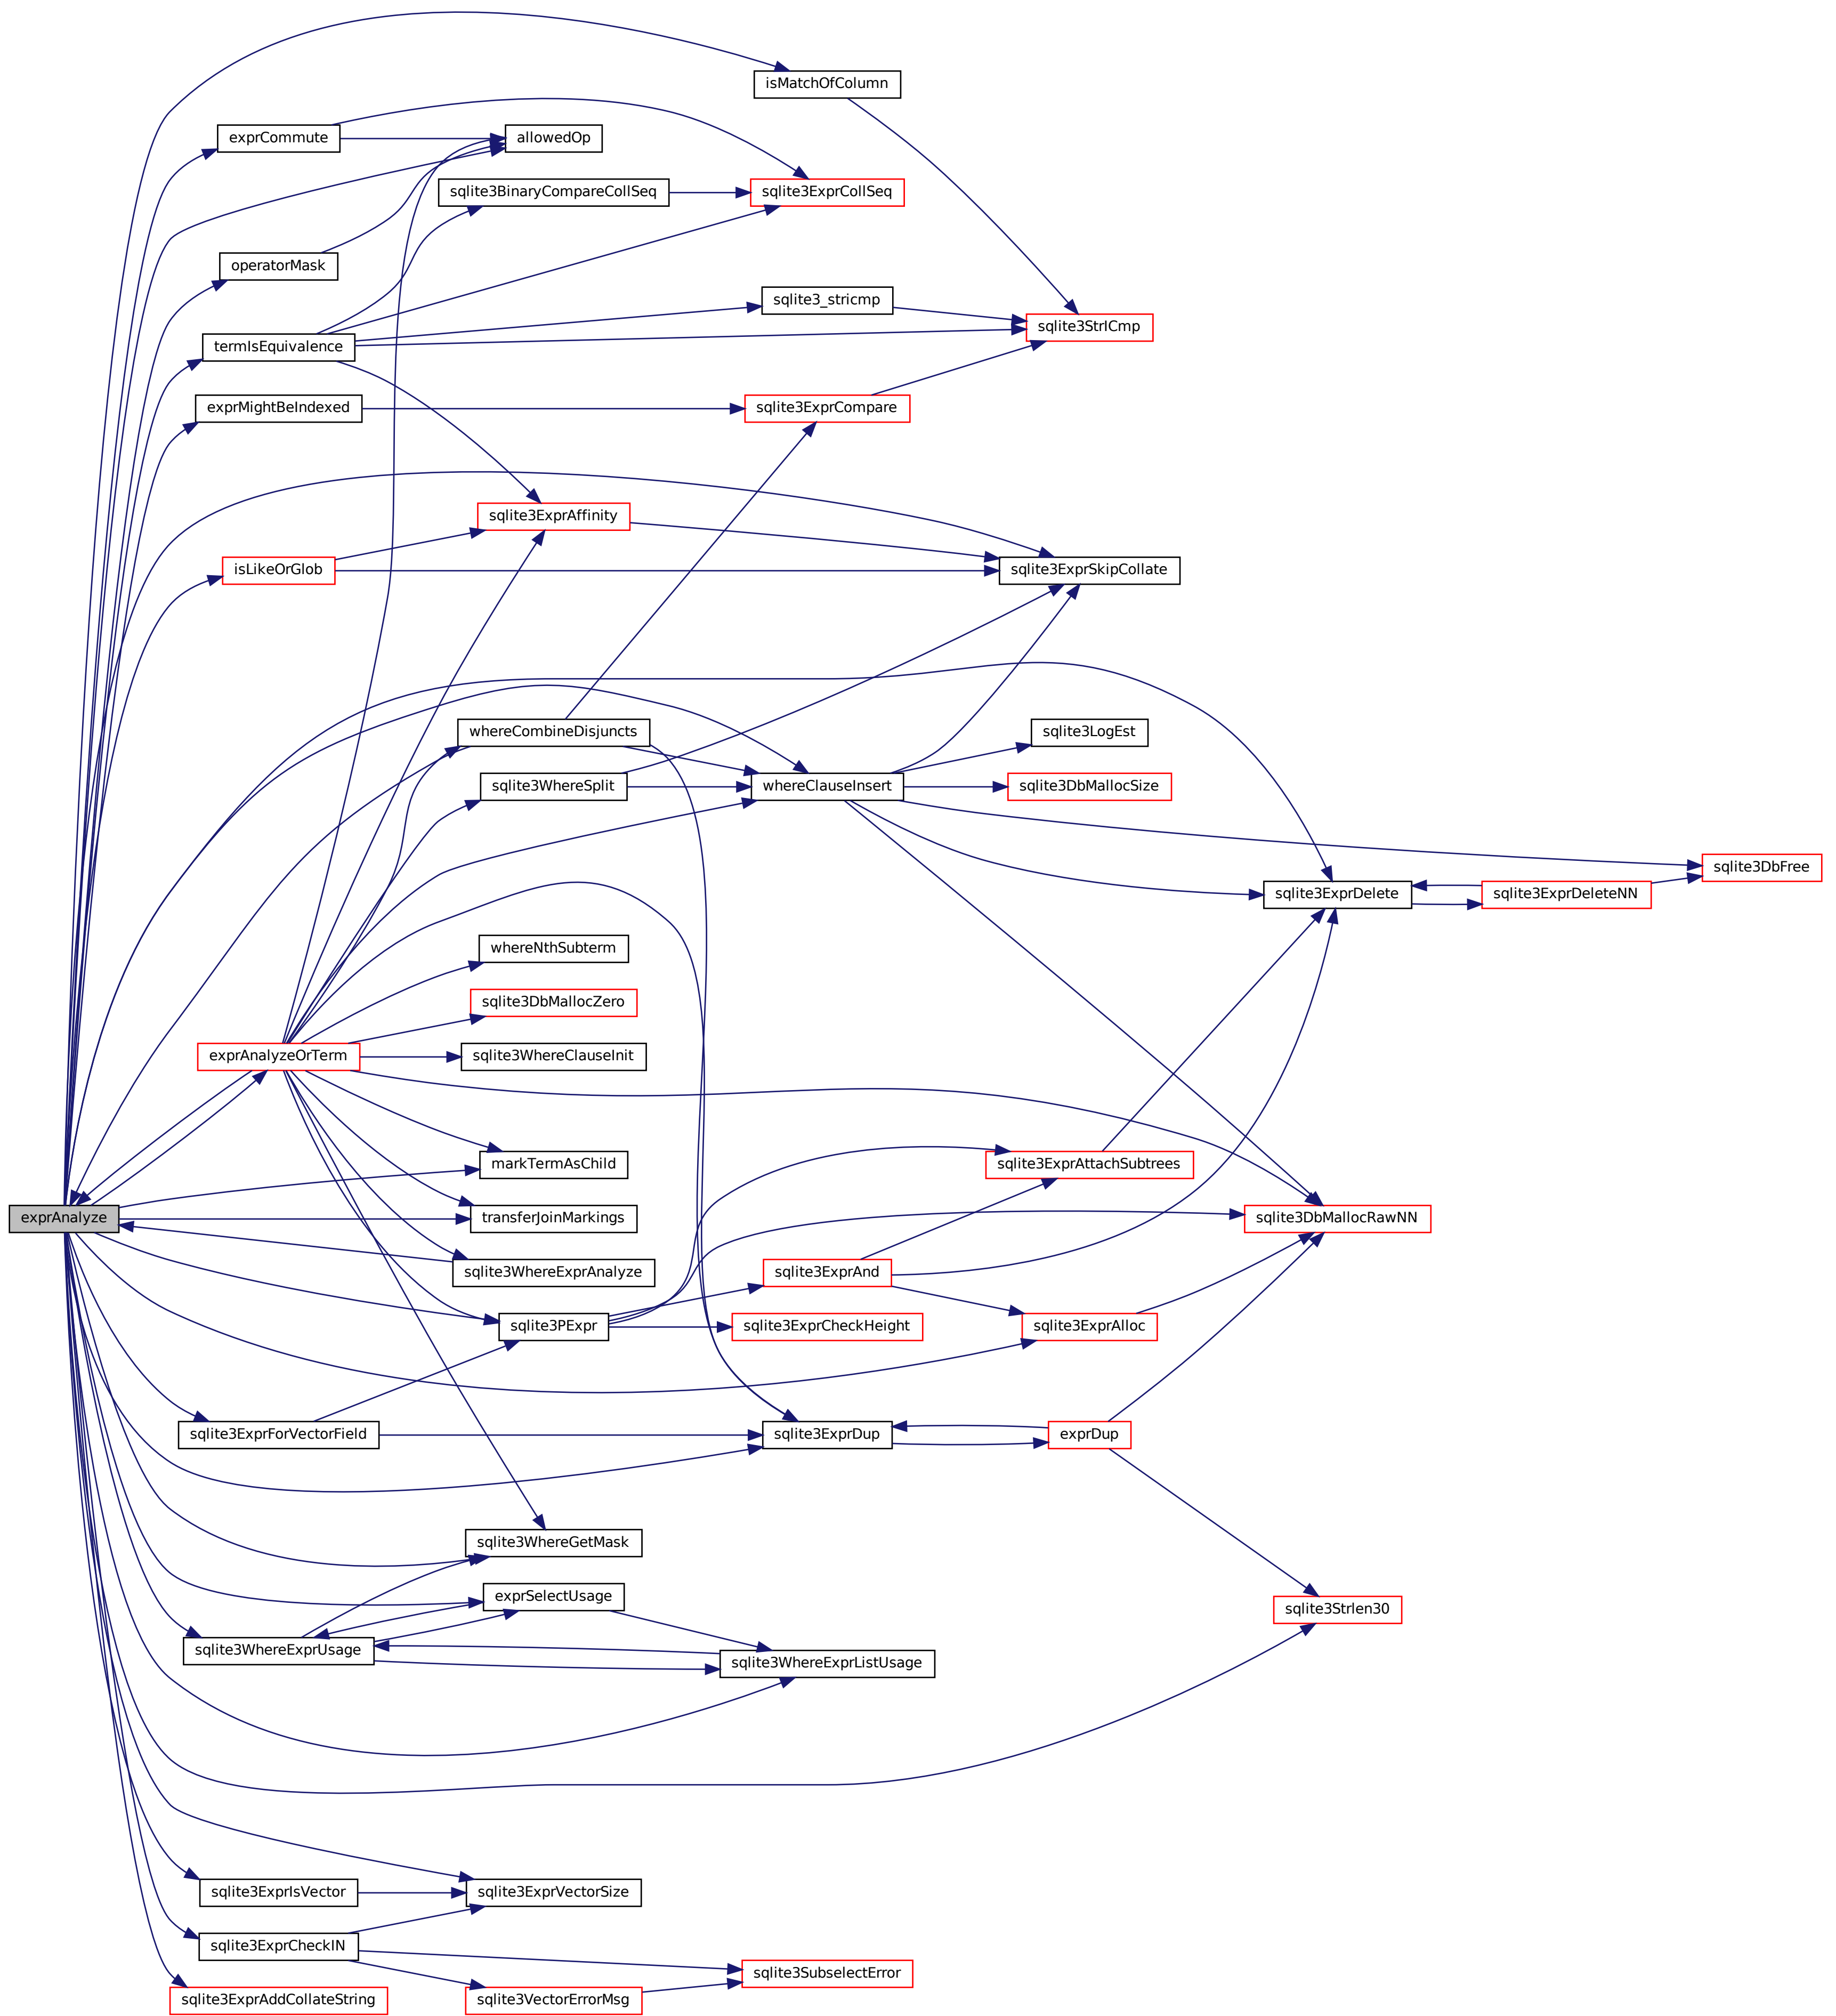 isMatchOfColumn
exprCommute
allowedOp
sqlite3BinaryCompareCollSeq
sqlite3ExprCollSeq
operatorMask
sqlite3_stricmp
sqlite3StrICmp
termIsEquivalence
exprMightBeIndexed
sqlite3ExprCompare
sqlite3ExprAffinity
isLikeOrGlob
sqlite3ExprSkipCollate
whereCombineDisjuncts
sqlite3LogEst
sqlite3WhereSplit
whereClauseInsert
sqlite3DbMallocSize
sqlite3DbFree
sqlite3ExprDelete
sqlite3ExprDeleteNN
whereNthSubterm
sqlite3DbMallocZero
exprAnalyzeOrTerm
sqlite3WhereClauseInit
markTermAsChild
sqlite3ExprAttachSubtrees
exprAnalyze
transferJoinMarkings
sqlite3DbMallocRawNN
sqlite3WhereExprAnalyze
sqlite3ExprAnd
sqlite3PExpr
sqlite3ExprCheckHeight
sqlite3ExprAlloc
sqlite3ExprForVectorField
sqlite3ExprDup
exprDup
sqlite3WhereGetMask
exprSelectUsage
sqlite3Strlen30
sqlite3WhereExprUsage
sqlite3WhereExprListUsage
sqlite3ExprIsVector
sqlite3ExprVectorSize
sqlite3ExprCheckIN
sqlite3SubselectError
sqlite3ExprAddCollateString
sqlite3VectorErrorMsg